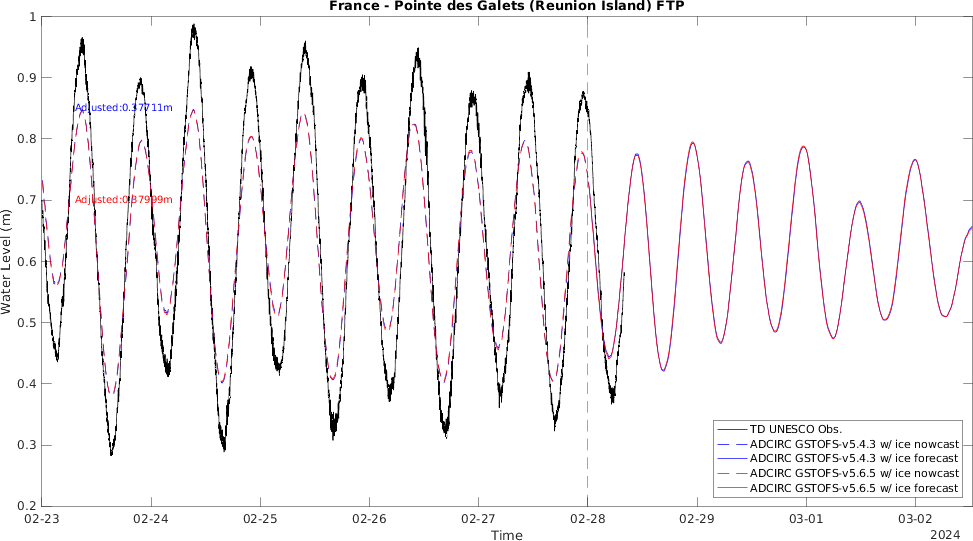 France - Pointe des Galets (Reunion Island) FTP
1
0.9
0.8
0.7
0.6
0.5
0.4
0.3
0.2
Water Level (m)
Adjusted:0.37711m
Adjusted:0.37999m
TD UNESCO Obs.
ADCIRC GSTOFS-v5.4.3 w/ ice nowcast
ADCIRC GSTOFS-v5.4.3 w/ ice forecast
ADCIRC GSTOFS-v5.6.5 w/ ice nowcast
ADCIRC GSTOFS-v5.6.5 w/ ice forecast
02-23 02-24 02-25 02-26 02-27 02-28 02-29 03-01 03-02
Time
2024